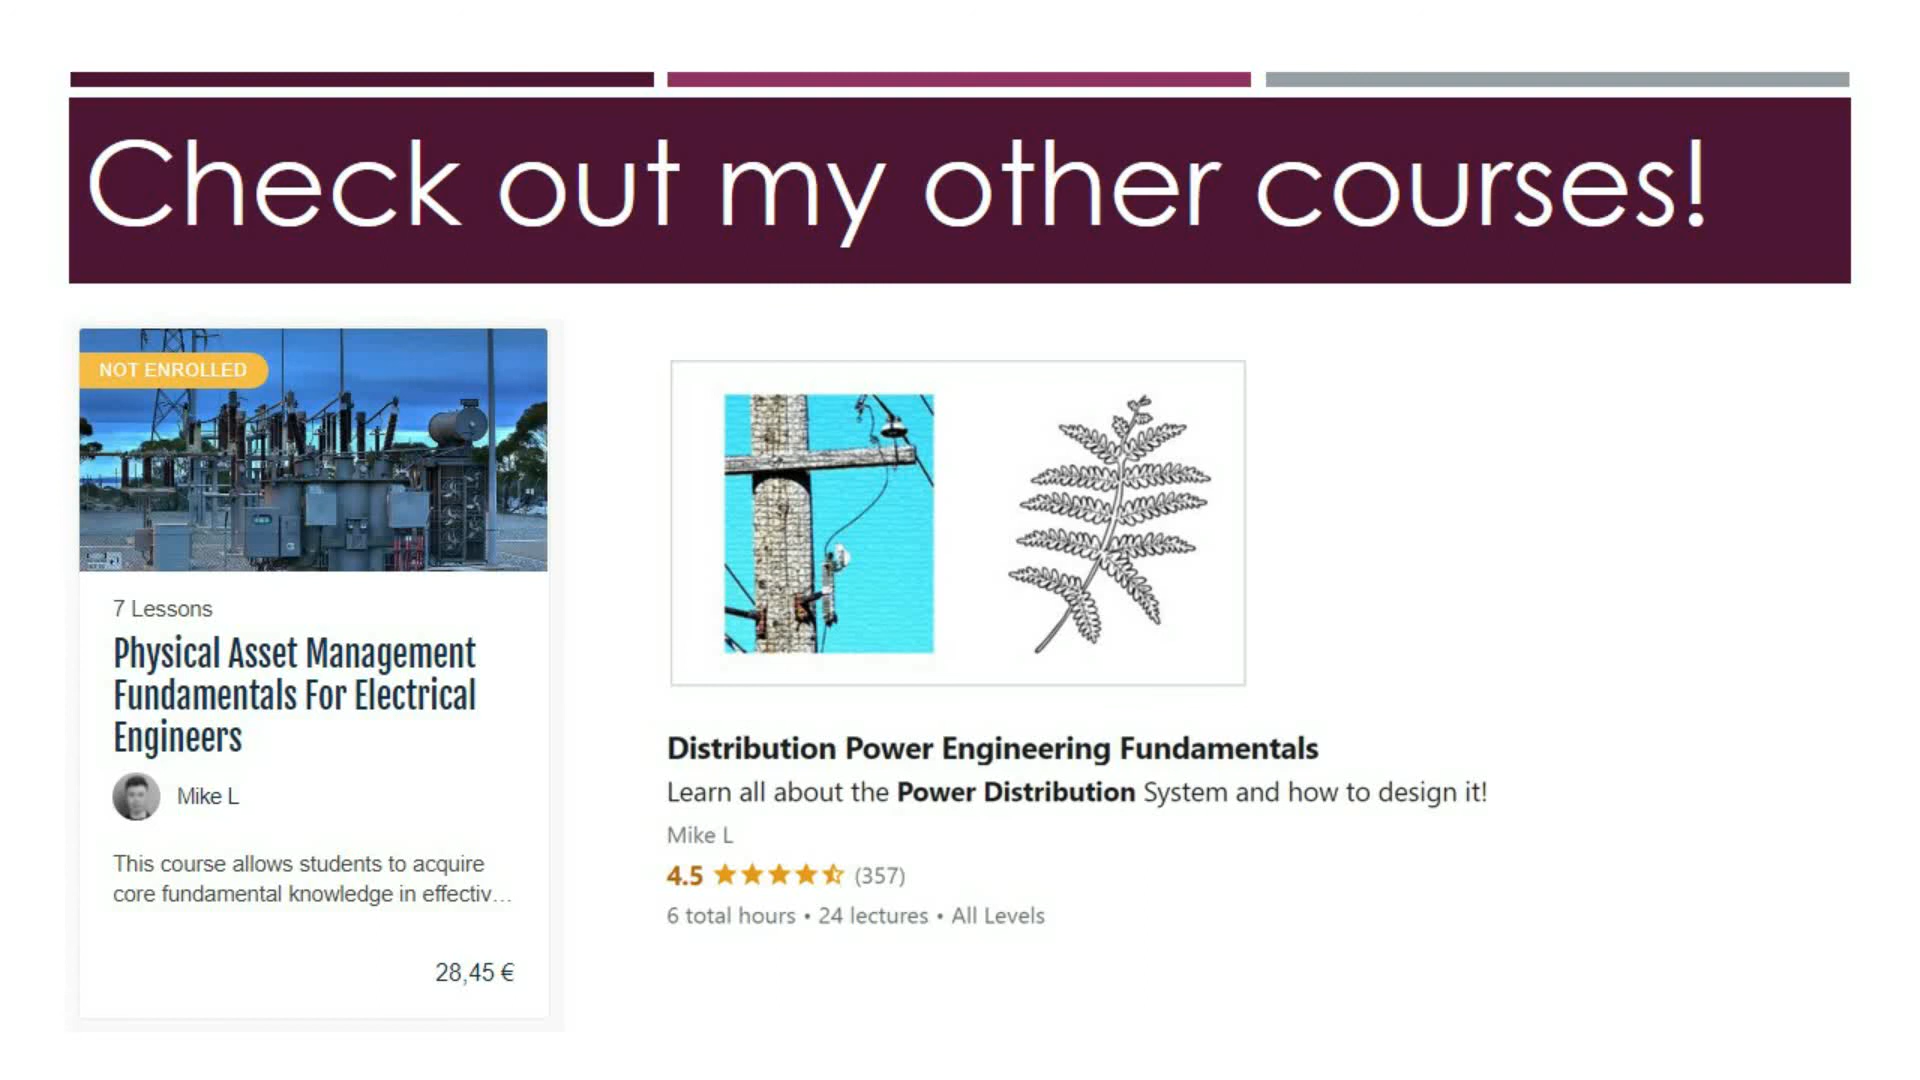 Check out my other courses!
NOT ENROLLED
7 Lessons
Physical Asset Management
Fundamentals For Electrical
Engineers
Mike L
This course allows students to acquire
core fundamental knowledge in effectiv...
28,45 €
Distribution Power Engineering Fundamentals
Learn all about the Power Distribution System and how to design it!
Mike L
4.5 (357)
6 total hours • 24 lectures • All Levels